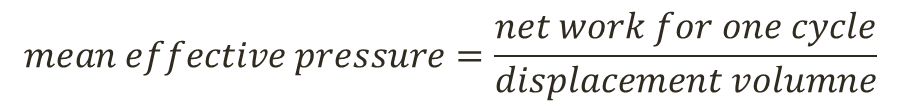 mean effective pressure = net work for one cycle / displacement volumne